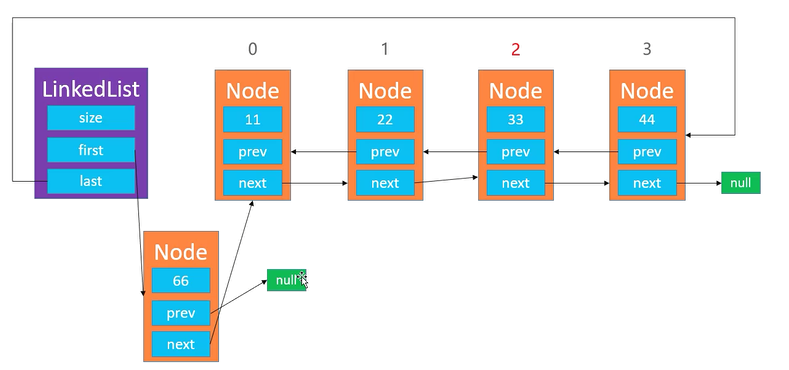 0
1
2
3
LinkedList
size
first
last
Node
11
prev
next
Node
22
prev
next
Node
33
prev
next
Node
44
prev
next
null
Node
66
prev
next
null